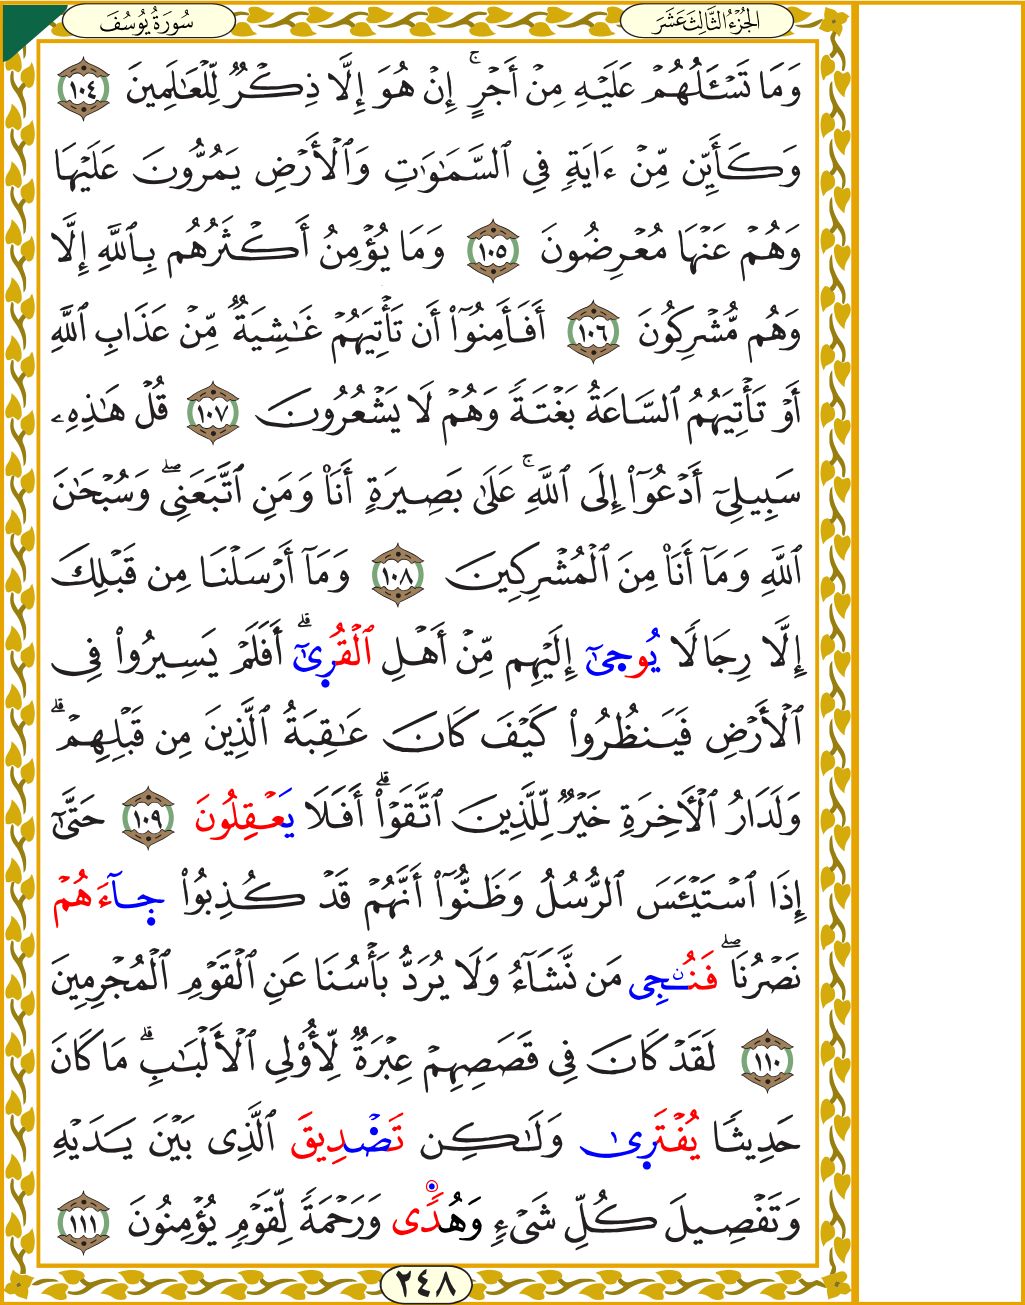 الجُزْءُ الثَّالِثَ عَشَرَ
سُورَةُ يُوسُفَ
وَمَا تَسْـَٔلُهُمْ عَلَيْهِ مِنْ أَجْرٍۚ إِنْ هُوَ إِلَّا ذِكْرٌ لِّلْعَـٰلَمِينَ ١٠٤
وَكَأَيِّن مِّنْ ءَايَةٍ فِى ٱلسَّمَـٰوَٰتِ وَٱلْأَرْضِ يَمُرُّونَ عَلَيْهَا
وَهُمْ عَنْهَا مُعْرِضُونَ ١٠٥ وَمَا يُؤْمِنُ أَكْثَرُهُم بِٱللَّهِ إِلَّا
وَهُم مُّشْرِكُونَ ١٠٦ أَفَأَمِنُوٓا۟ أَن تَأْتِيَهُمْ غَـٰشِيَةٌ مِّنْ عَذَابِ ٱللَّهِ
أَوْ تَأْتِيَهُمُ ٱلسَّاعَةُ بَغْتَةً وَهُمْ لَا يَشْعُرُونَ ١٠٧ قُلْ هَـٰذِهِۦ
سَبِيلِىٓ أَدْعُوٓا۟ إِلَى ٱللَّهِۚ عَلَىٰ بَصِيرَةٍ أَنَا۠ وَمَنِ ٱتَّبَعَنِىۖ وَسُبْحَـٰنَ
ٱللَّهِ وَمَآ أَنَا۠ مِنَ ٱلْمُشْرِكِينَ ١٠٨ وَمَآ أَرْسَلْنَا مِن قَبْلِكَ
إِلَّا رِجَالًا يُوحَىٰٓ إِلَيْهِم مِّنْ أَهْلِ ٱلْقُرَىٰٓۗ أَفَلَمْ يَسِيرُوا۟ فِى
ٱلْأَرْضِ فَيَنظُرُوا۟ كَيْفَ كَانَ عَـٰقِبَةُ ٱلَّذِينَ مِن قَبْلِهِمْۗ
وَلَدَارُ ٱلْأَخِرَةِ خَيْرٌ لِّلَّذِينَ ٱتَّقَوْا۟ۗ أَفَلَا يَعْقِلُونَ ١٠٩ حَتَّىٰٓ
إِذَا ٱسْتَيْـَٔسَ ٱلرُّسُلُ وَظَنُّوٓا۟ أَنَّهُمْ قَدْ كُذِبُوا۟ جَآءَهُمْ
نَصْرُنَاۖ فَنُـۨجِى مَن نَّشَآءُ وَلَا يُرَدُّ بَأْسُنَا عَنِ ٱلْقَوْمِ ٱلْمُجْرِمِينَ
١١٠ لَقَدْ كَانَ فِى قَصَصِهِمْ عِبْرَةٌ لِّأُو۟لِى ٱلْأَلْبَـٰبِۗ مَا كَانَ
حَدِيثًا يُفْتَرَىٰ وَلَـٰكِن تَصْدِيقَ ٱلَّذِى بَيْنَ يَدَيْهِ
وَتَفْصِيلَ كُلِّ شَىْءٍ وَهُدًى وَرَحْمَةً لِّقَوْمٍ يُؤْمِنُونَ ١١١
٢٤٨